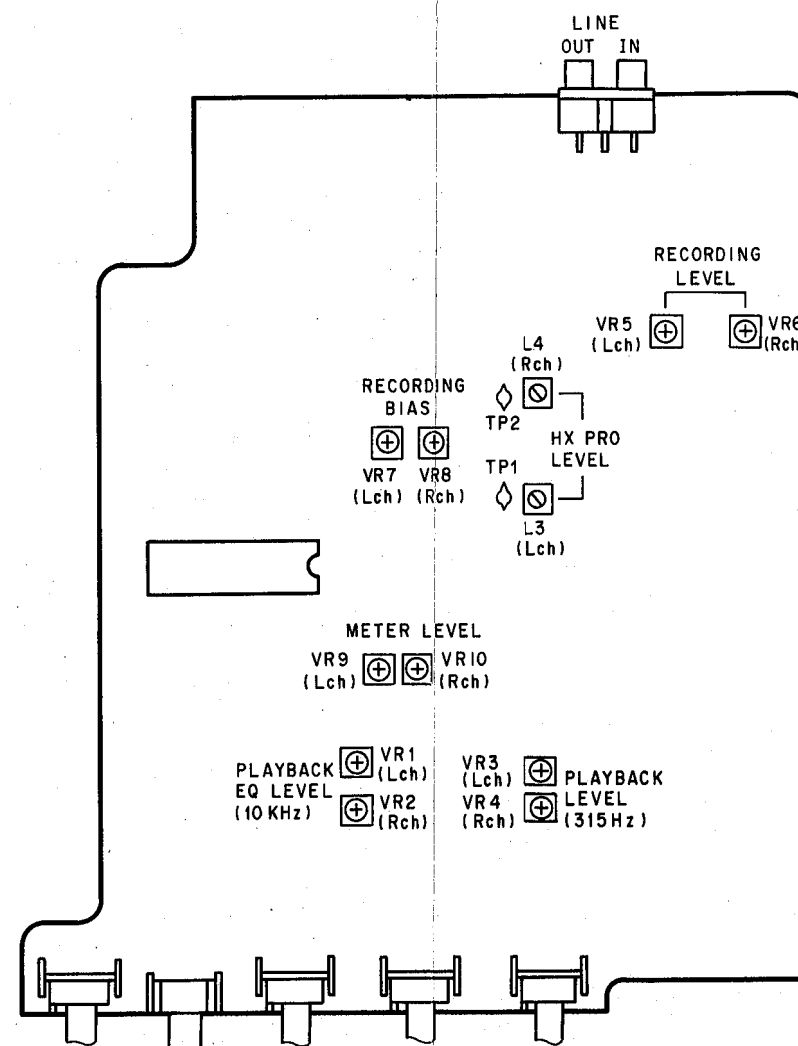 LINE
OUT IN
RECORDING
LEVEL
VR5
(Lch)
VR6
(Rch
L4
(Rch)
TP2
HX PRO
LEVEL
TP1
L3
(Lch)
RECORDING
BIAS
VR7
(Lch)
VR8
(Rch)
METER LEVEL
VR9
(Lch)
VR10
(Rch)
PLAYBACK
EQ LEVEL
(10 KHz)
VR1
(Lch)
VR2
(Rch)
VR3
(Lch)
VR4
(Rch)
PLAYBACK
LEVEL
(315Hz)